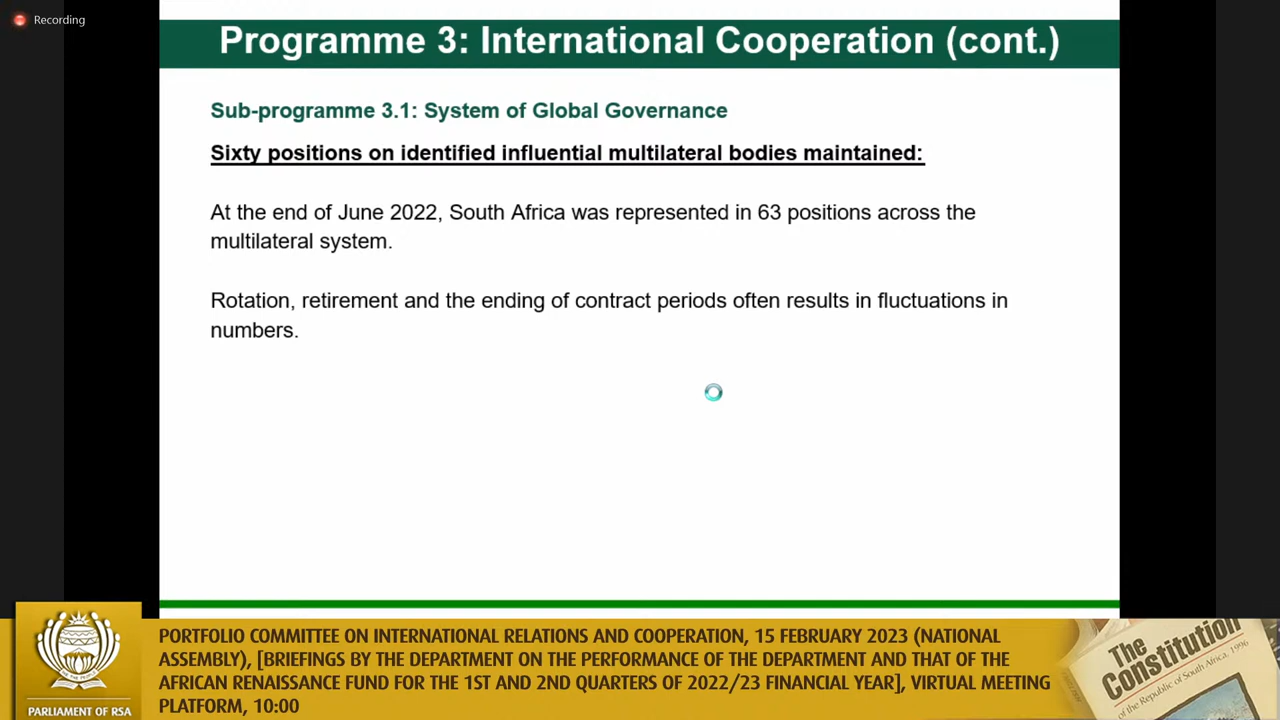 Recording
Programme 3: International Cooperation (cont.)
Sub-programme 3.1: System of Global Governance
Sixty positions on identified influential multilateral bodies maintained:
At the end of June 2022, South Africa was represented in 63 positions across the
multilateral system.
Rotation, retirement and the ending of contract periods often results in fluctuations in
numbers.
PORTFOLIO COMMITTEE ON INTERNATIONAL RELATIONS AND COOPERATION, 15 FEBRUARY 2023 (NATIONAL
ASSEMBLY), [BRIEFINGS BY THE DEPARTMENT ON THE PERFORMANCE OF THE DEPARTMENT AND THAT OF THE
AFRICAN RENAISSANCE FUND FOR THE 1ST AND 2ND QUARTERS OF 2022/23 FINANCIAL YEAR], VIRTUAL MEETING
PLATFORM, 10:00
PARLIAMENT OF RSA
The
Constitution
of the Republic of South Africa, 1996